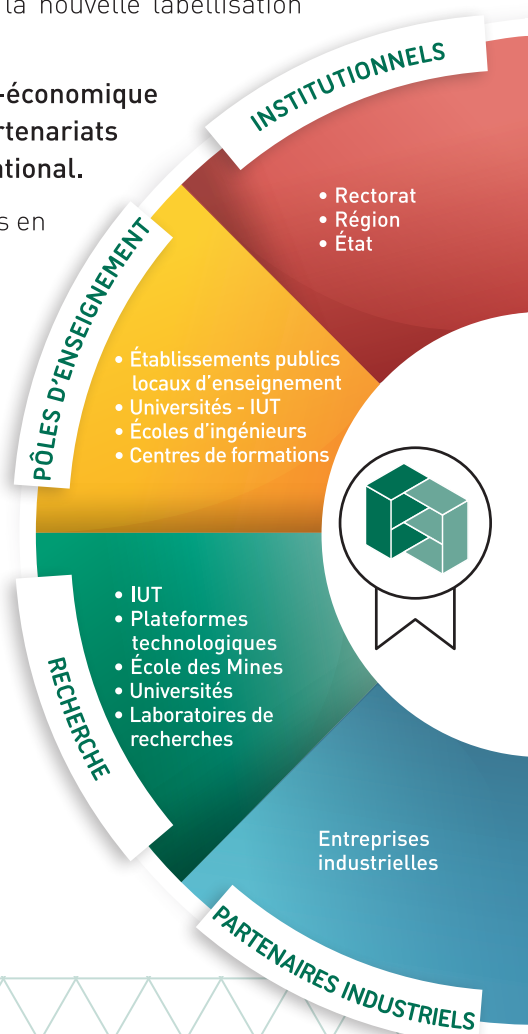 la nouvelle labellisation
-économique
rtenariats
ational.
s en
INSTITUTIONNELS
• Rectorat
• Région
• État
PÔLES D'ENSEIGNEMENT
• Établissements publics
locaux d'enseignement
• Universités - IUT
• Écoles d'ingénieurs
• Centres de formations
RECHERCHE
• IUT
• Plateformes
technologiques
• École des Mines
• Universités
• Laboratoires de
recherches
Entreprises
industrielles
PARTENAIRES INDUSTRIELS